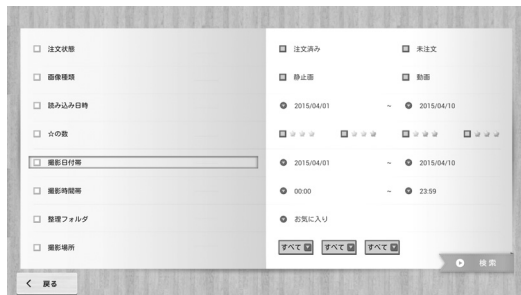 注文状態 注文済み 未注文
画像種類 静止画 動画
読み込み日時 2015/04/01 ~ 2015/04/10
☆の数
撮影日付帯 2015/04/01 ~ 2015/04/10
撮影時間帯 00:00 ~ 23:59
整理フォルダ お気に入り
撮影場所 すべて すべて すべて
検索
戻る